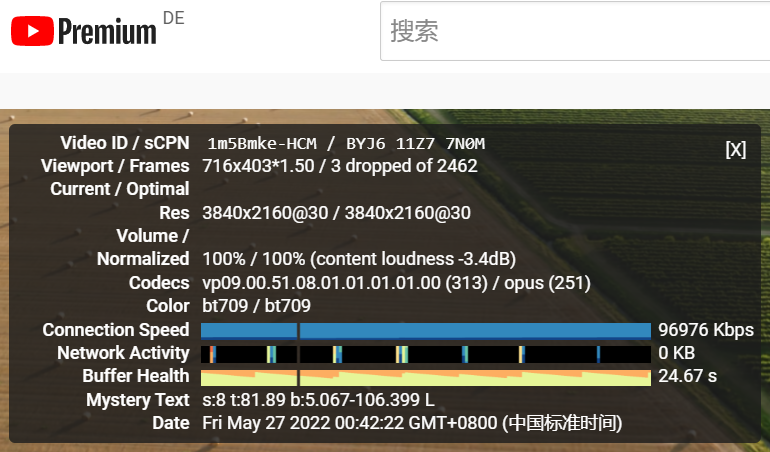 Premium DE
搜索
Video ID / sCPN 1m5Bmke-HCM / BYJ6 11Z7 7N0M
[X]
Viewport / Frames 716x403*1.50 / 3 dropped of 2462
Current / Optimal
Res 3840x2160@30 / 3840x2160@30
Volume /
Normalized 100% / 100% (content loudness -3.4dB)
Codecs vp09.00.51.08.01.01.01.01.00 (313) / opus (251)
Color bt709 / bt709
Connection Speed 96976 Kbps
Network Activity 0 KB
Buffer Health 24.67 s
Mystery Text s:8 t:81.89 b:5.067-106.399 L
Date Fri May 27 2022 00:42:22 GMT+0800 (中国标准时间)